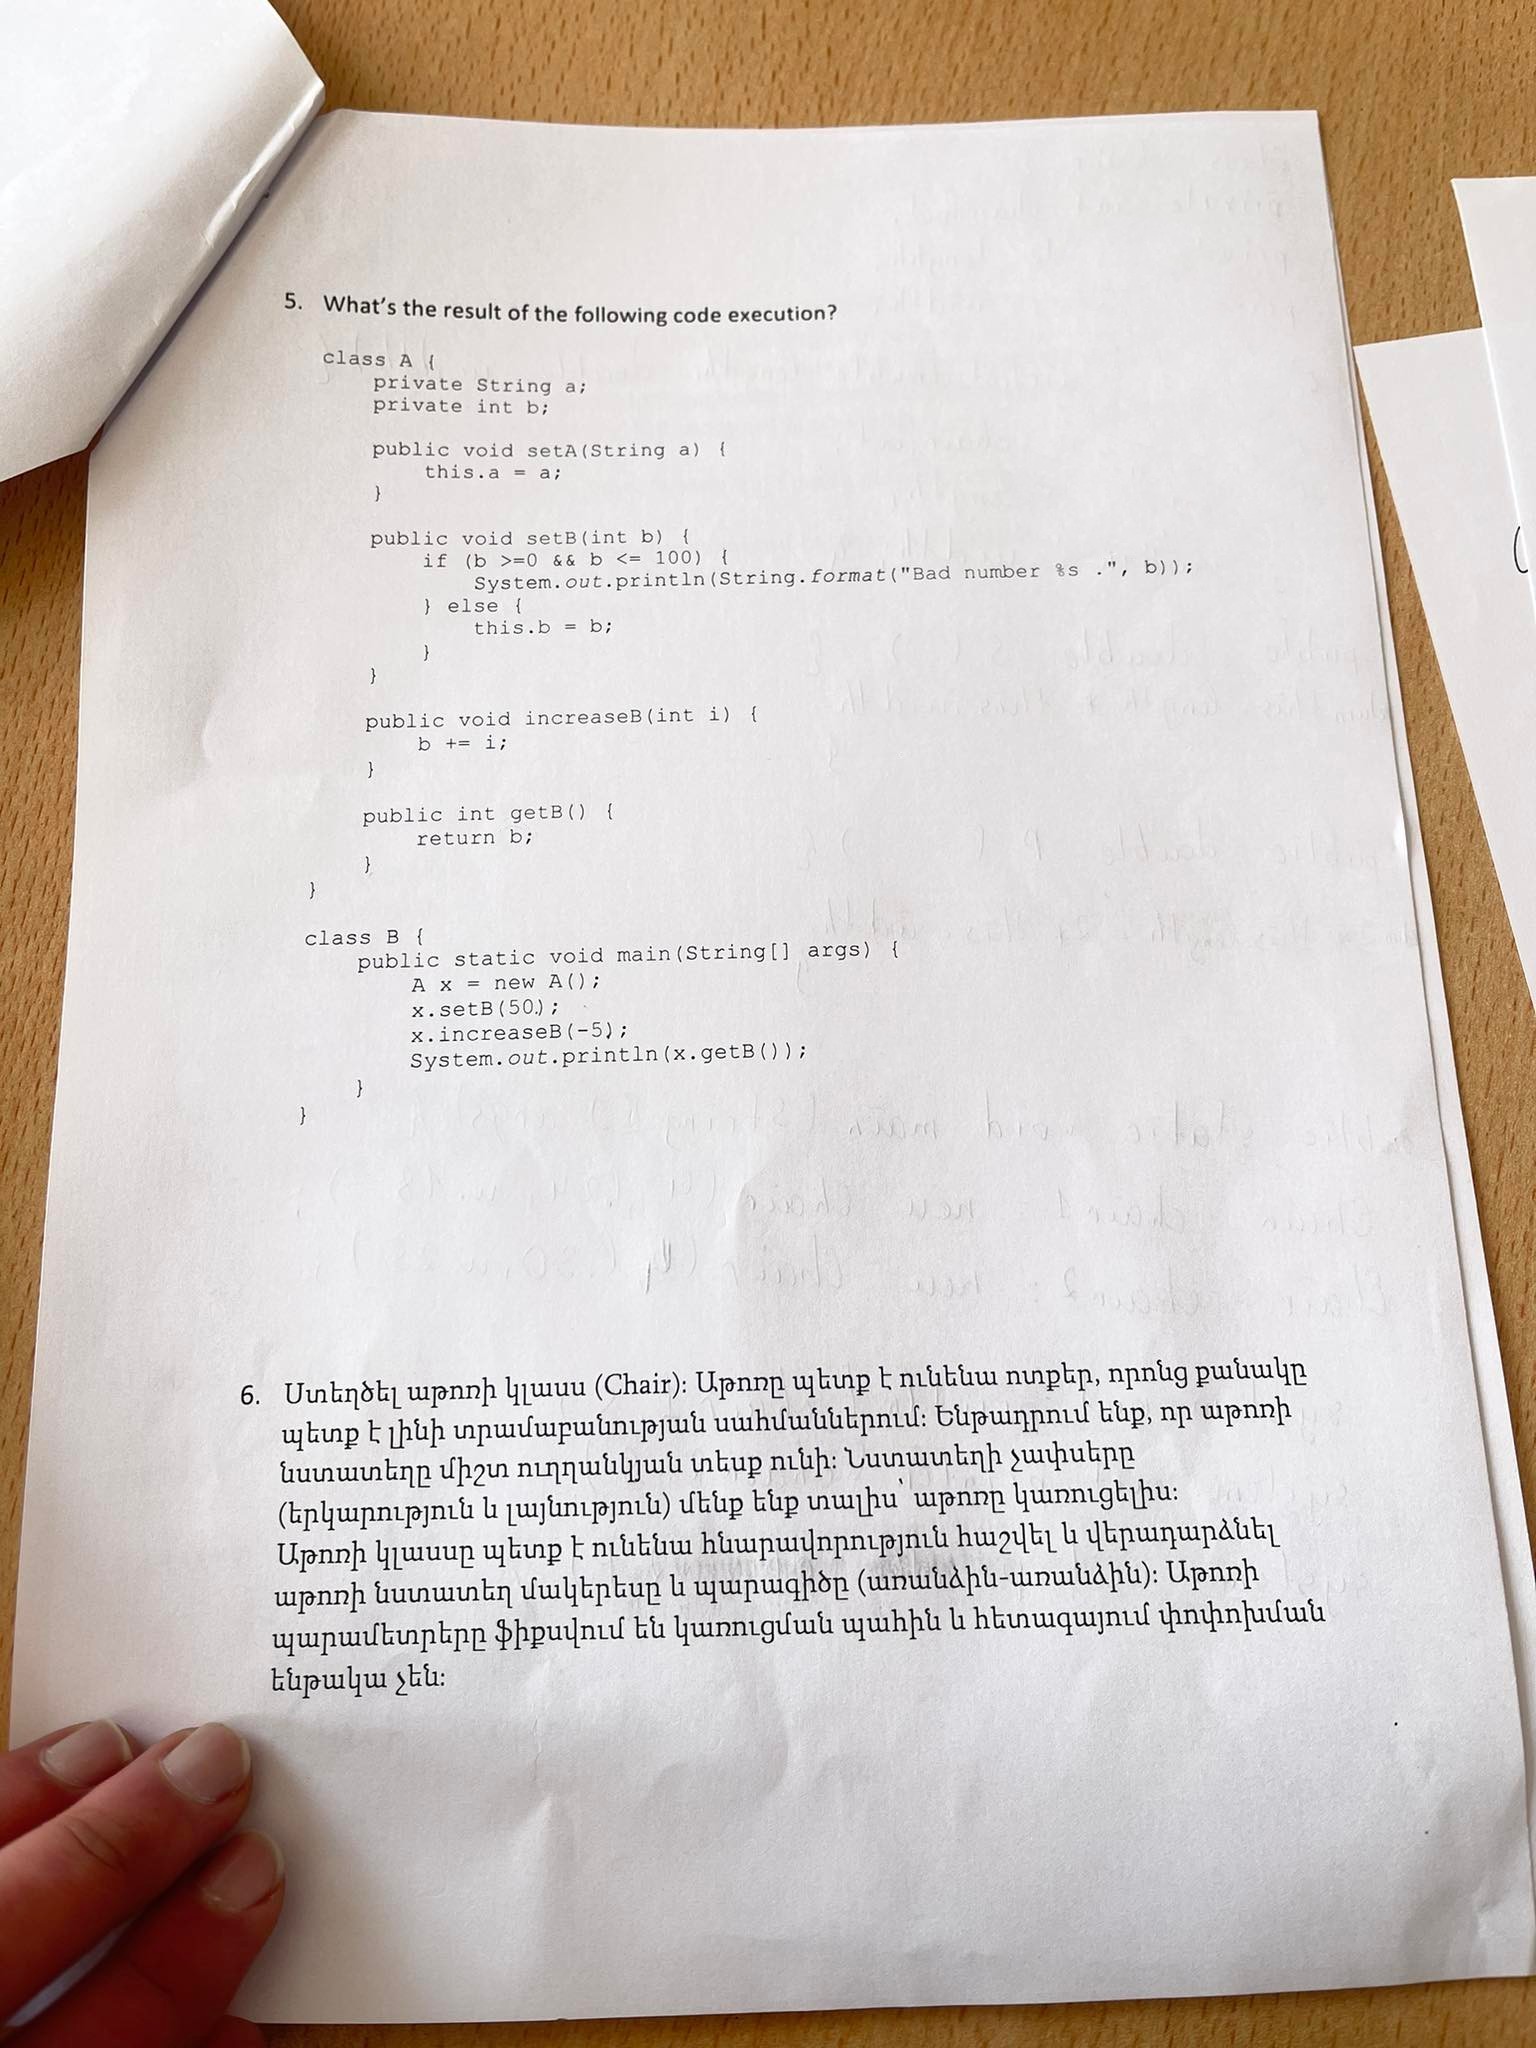 5. What's the result of the following code execution?
class A {
private String a;
private int b;
public void setA(String a) {
this.a = a;
}
public void setB(int b) {
if (b >=0 && b <= 100) {
System.out.println(String.format("Bad number %s .", b));
} else {
this.b = b;
}
}
public void increaseB(int i) {
b += i;
}
public int getB() {
return b;
}
}
class B {
public static void main(String[] args) {
A x = new A();
x.setB(50);
x.increaseB(-5);
System.out.println(x.getB());
}
}
6. Ստեղծել աթոռի կլասս (Chair): Աթոռը պետք է ունենա ոտքեր, որոնց քանակը
պետք է լինի տրամաբանության սահմաններում: Ենթադրում ենք, որ աթոռի
նստատեղը միշտ ուղղանկյան տեսք ունի: Նստատեղի չափսերը
(երկարություն և լայնություն) մենք ենք տալիս՝ աթոռը կառուցելիս:
Աթոռի կլասսը պետք է ունենա հնարավորություն հաշվել և վերադարձնել
աթոռի նստատեղ մակերեսը և պարագիծը (առանձին-առանձին): Աթոռի
պարամետրերը ֆիքսվում են կառուցման պահին և հետագայում փոփոխման
ենթակա չեն: